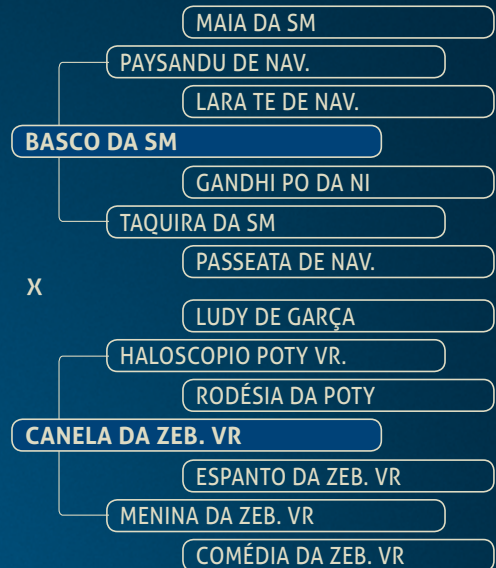 MAIA DA SM
PAYSANDU DE NAV.
LARA TE DE NAV.
BASCO DA SM
GANDHI PO DA NI
TAQUIRA DA SM
PASSEATA DE NAV.
X
LUDY DE GARÇA
HALOSCOPIO POTY VR.
RODÉSIA DA POTY
CANELA DA ZEB. VR
ESPANTO DA ZEB. VR
MENINA DA ZEB. VR
COMÉDIA DA ZEB. VR